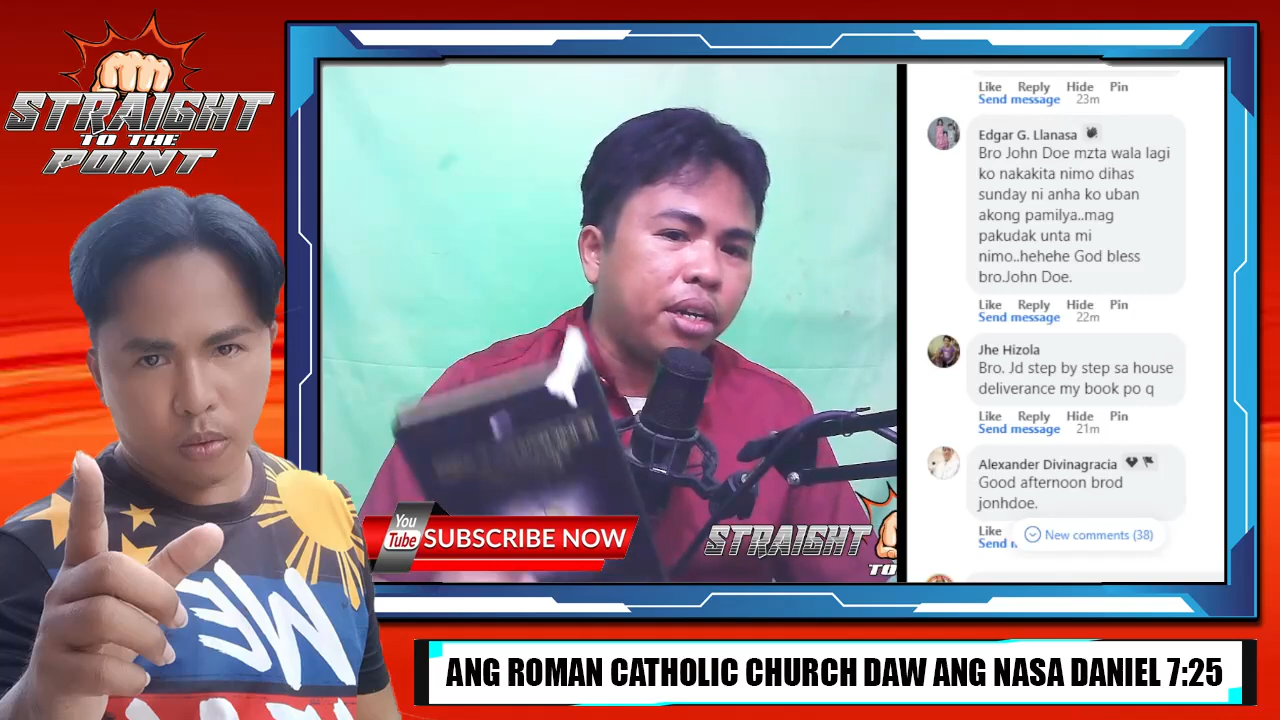 STRAIGHT
TO THE
POINT
Like Reply Hide Pin
Send message 23m
Edgar G. Llanasa
Bro John Doe mzta wala lagi
ko nakakita nimo dihas
sunday ni anha ko uban
akong pamilya..mag
pakudak unta mi
nimo..hehehe God bless
bro.John Doe.
Like Reply Hide Pin
Send message 22m
Jhe Hizola
Bro. Jd step by step sa house
deliverance my book po q
Like Reply Hide Pin
Send message 21m
Alexander Divinagracia
Good afternoon brod
jonhdoe.
Like
Send
New comments (38)
You
Tube
SUBSCRIBE NOW
STRAIGHT
TO
ANG ROMAN CATHOLIC CHURCH DAW ANG NASA DANIEL 7:25